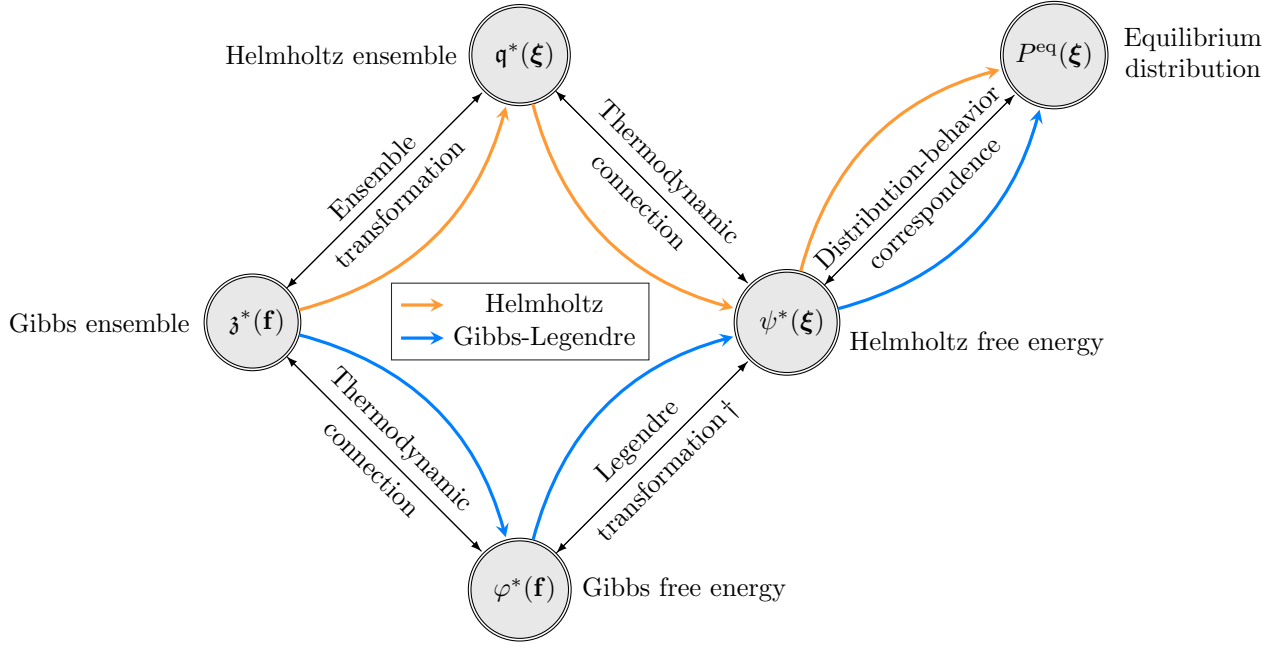 Helmholtz ensemble
𝔮*(ξ)
P^eq(ξ)
Equilibrium
distribution
Ensemble
transformation
Thermodynamic
connection
Distribution-behavior
correspondence
Gibbs ensemble
𝔷*(f)
Helmholtz
Gibbs-Legendre
ψ*(ξ)
Helmholtz free energy
Thermodynamic
connection
Legendre
transformation †
φ*(f)
Gibbs free energy